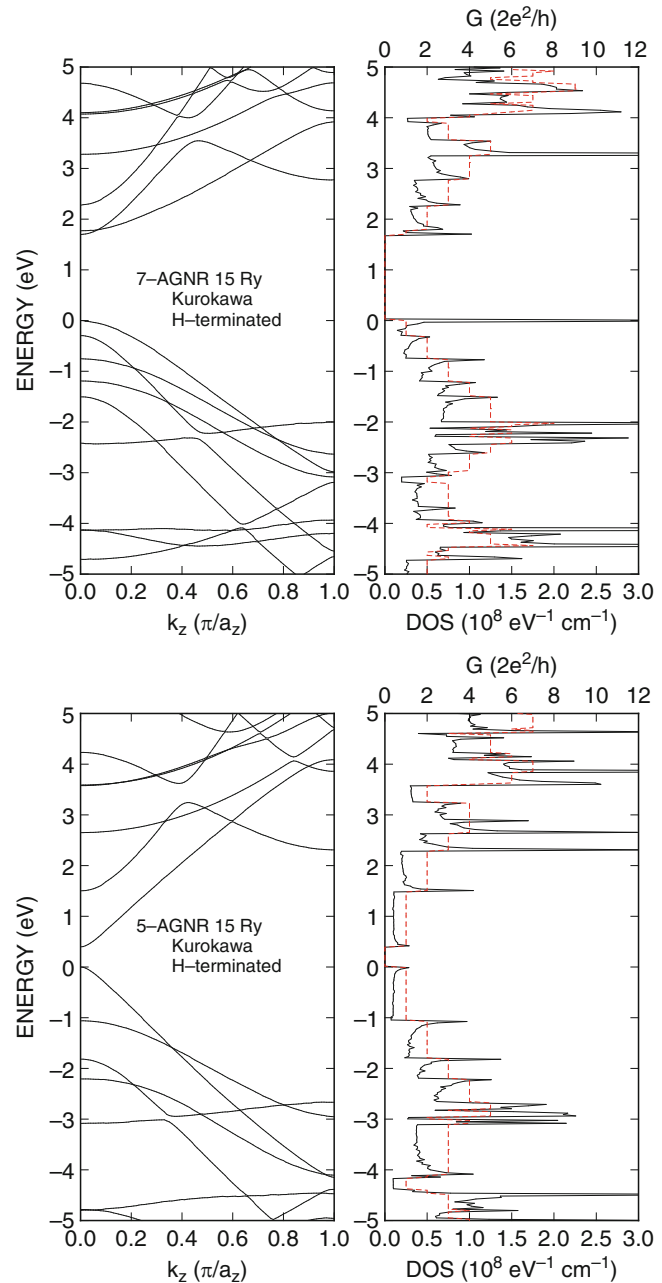 G (2e²/h)
0 2 4 6 8 10 12
5
4
3
2
1
0
−1
−2
−3
−4
−5
ENERGY (eV)
7–AGNR 15 Ry
Kurokawa
H–terminated
0.0 0.2 0.4 0.6 0.8 1.0
0.0 0.5 1.0 1.5 2.0 2.5 3.0
k_z (π/a_z)
DOS (10⁸ eV⁻¹ cm⁻¹)
G (2e²/h)
0 2 4 6 8 10 12
5
4
3
2
1
0
−1
−2
−3
−4
−5
ENERGY (eV)
5–AGNR 15 Ry
Kurokawa
H–terminated
0.0 0.2 0.4 0.6 0.8 1.0
0.0 0.5 1.0 1.5 2.0 2.5 3.0
k_z (π/a_z)
DOS (10⁸ eV⁻¹ cm⁻¹)